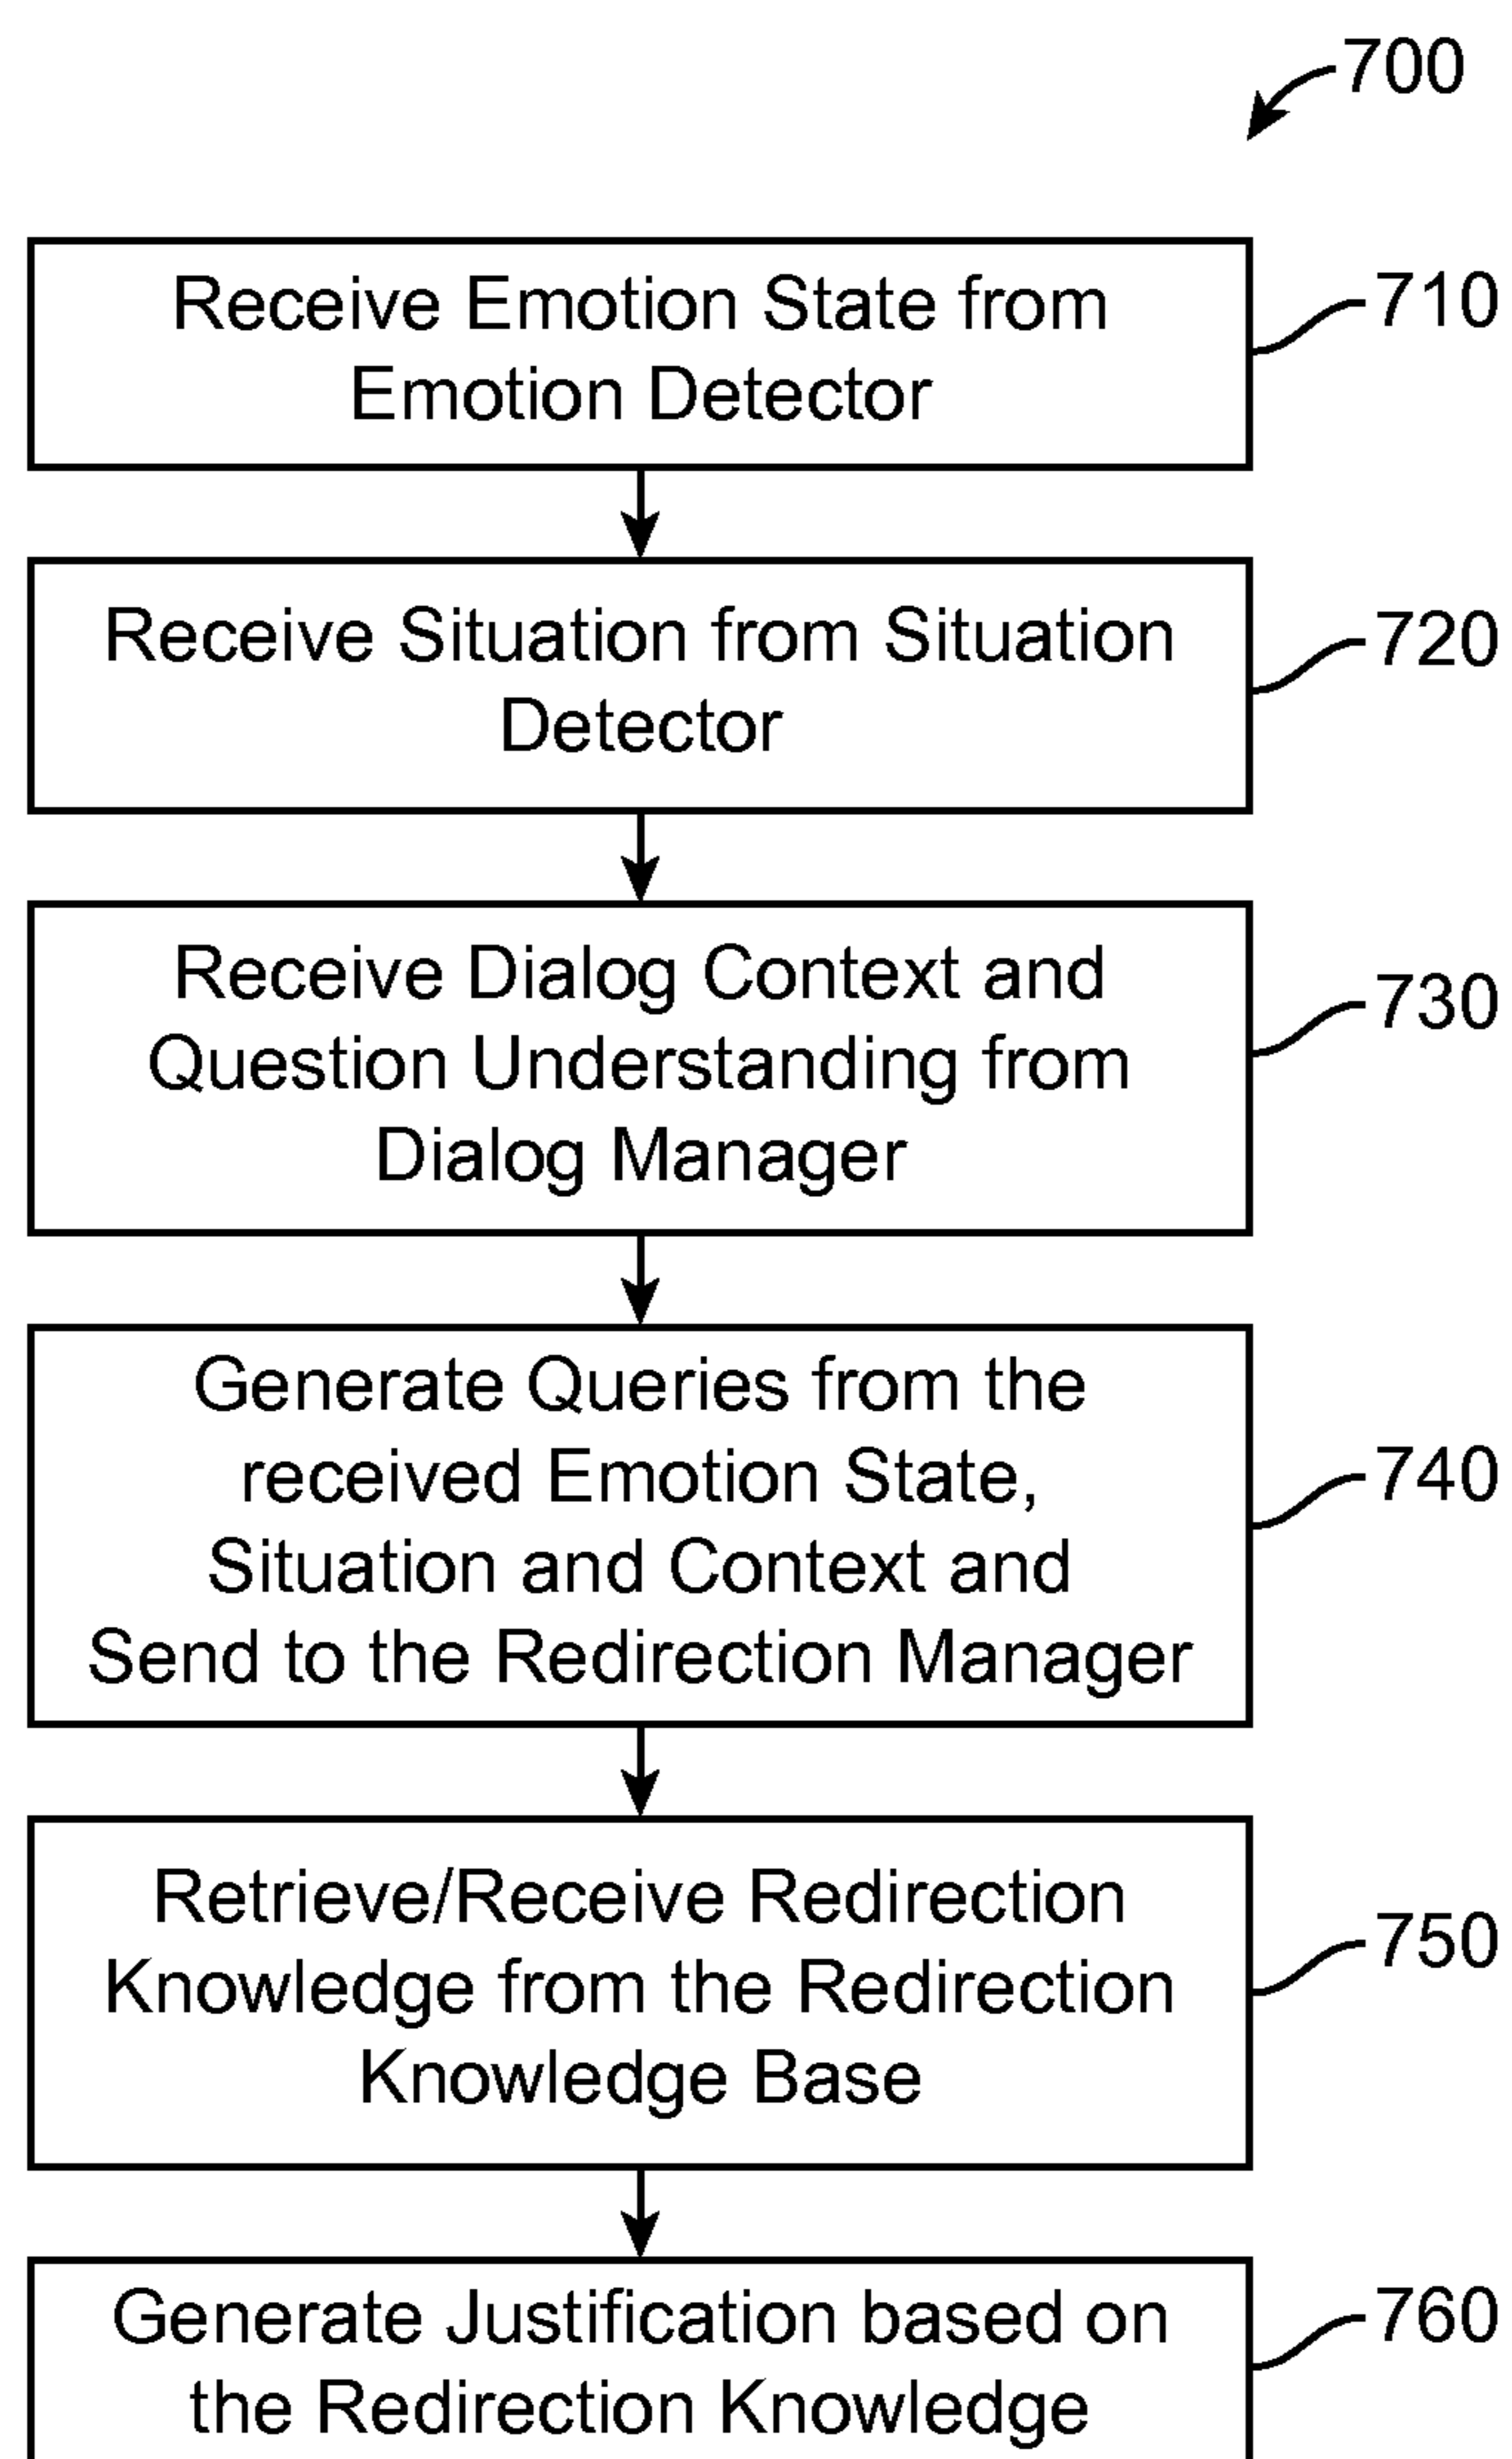 700
Receive Emotion State from
Emotion Detector
710
Receive Situation from Situation
Detector
720
Receive Dialog Context and
Question Understanding from
Dialog Manager
730
Generate Queries from the
received Emotion State,
Situation and Context and
Send to the Redirection Manager
740
Retrieve/Receive Redirection
Knowledge from the Redirection
Knowledge Base
750
Generate Justification based on
the Redirection Knowledge
760